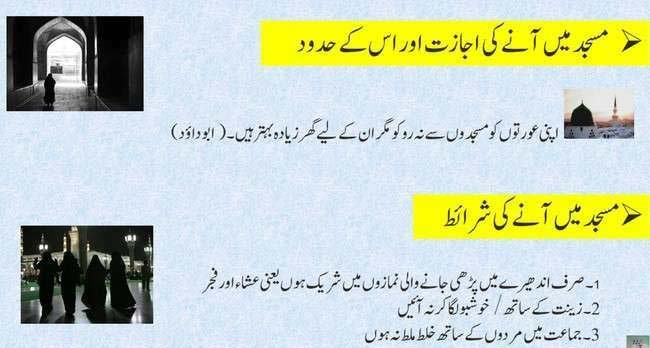 مسجد میں آنے کی اجازت اور اس کے حدود
اپنی عورتوں کو مسجدوں سے نہ روکو مگر ان کے لیے گھر زیادہ بہتر ہیں۔ (ابوداؤد)
مسجد میں آنے کی شرائط
1۔ صرف اندھیرے میں پڑھی جانے والی نمازوں میں شریک ہوں یعنی عشاء اور فجر
2۔ زینت کے ساتھ / خوشبو لگا کر نہ آئیں
3۔ جماعت میں مردوں کے ساتھ خلط ملط نہ ہوں